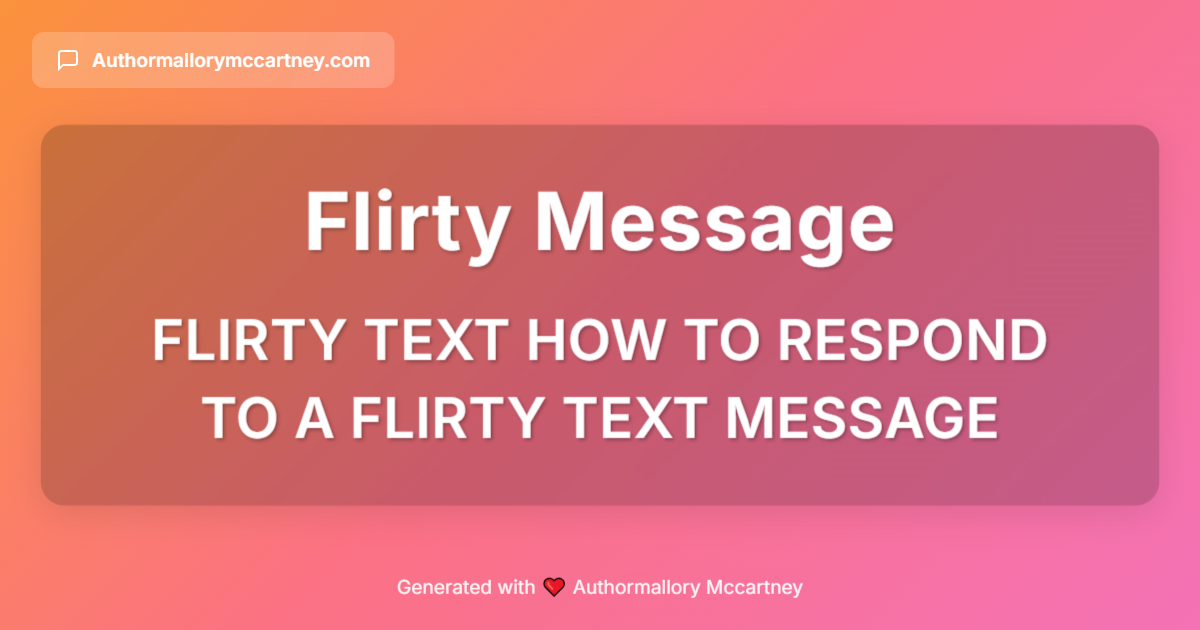 Authormallorymccartney.com
Flirty Message
FLIRTY TEXT HOW TO RESPOND
TO A FLIRTY TEXT MESSAGE
Generated with ❤️ Authormallory Mccartney